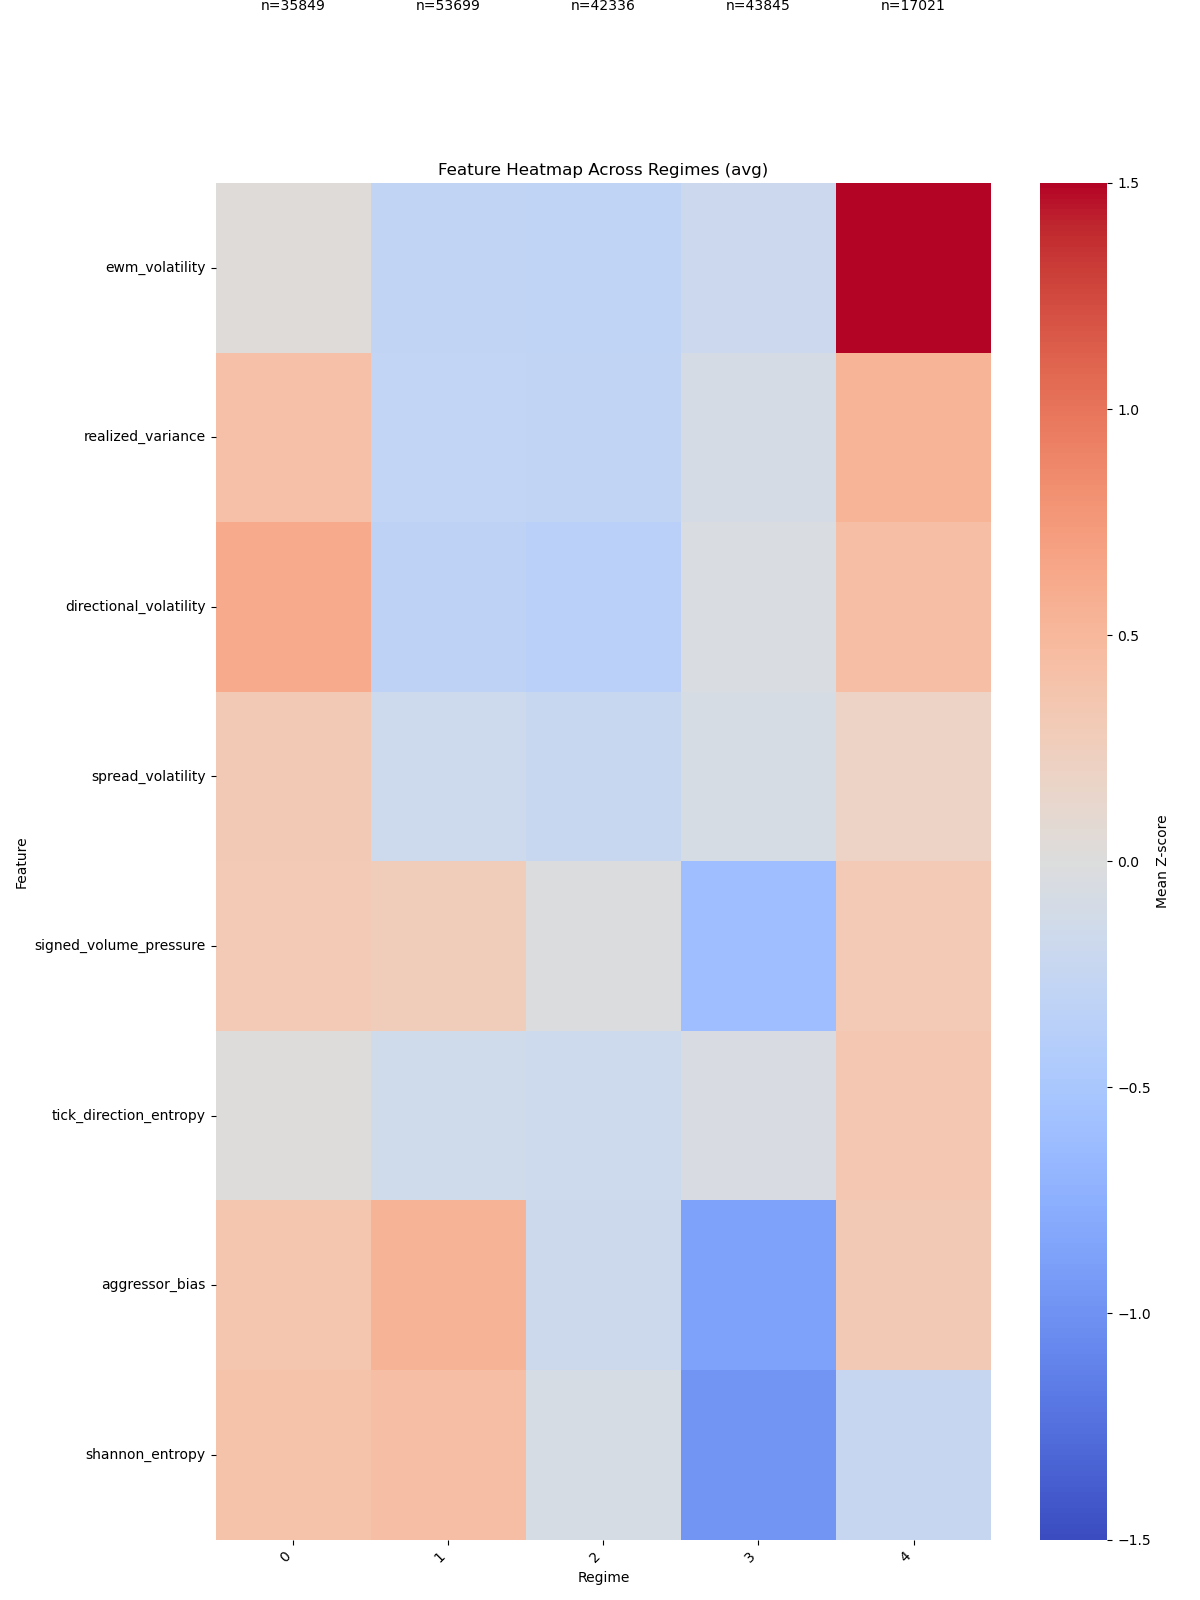 n=35849 n=53699 n=42336 n=43845 n=17021
Feature Heatmap Across Regimes (avg)
Feature
ewm_volatility
realized_variance
directional_volatility
spread_volatility
signed_volume_pressure
tick_direction_entropy
aggressor_bias
shannon_entropy
0 1 2 3 4
Regime
1.5
1.0
0.5
0.0
−0.5
−1.0
−1.5
Mean Z-score